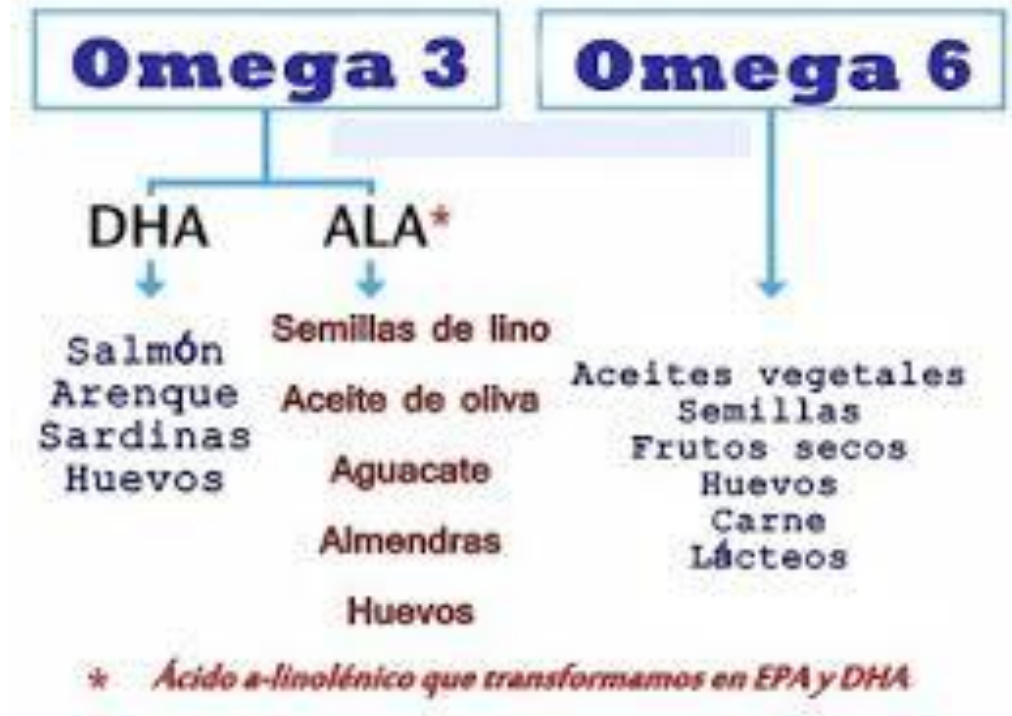 Omega 3
Omega 6
DHA
ALA*
Salmón
Arenque
Sardinas
Huevos
Semillas de lino
Aceite de oliva
Aguacate
Almendras
Huevos
Aceites vegetales
Semillas
Frutos secos
Huevos
Carne
Lácteos
* Ácido a-linolénico que transformamos en EPA y DHA